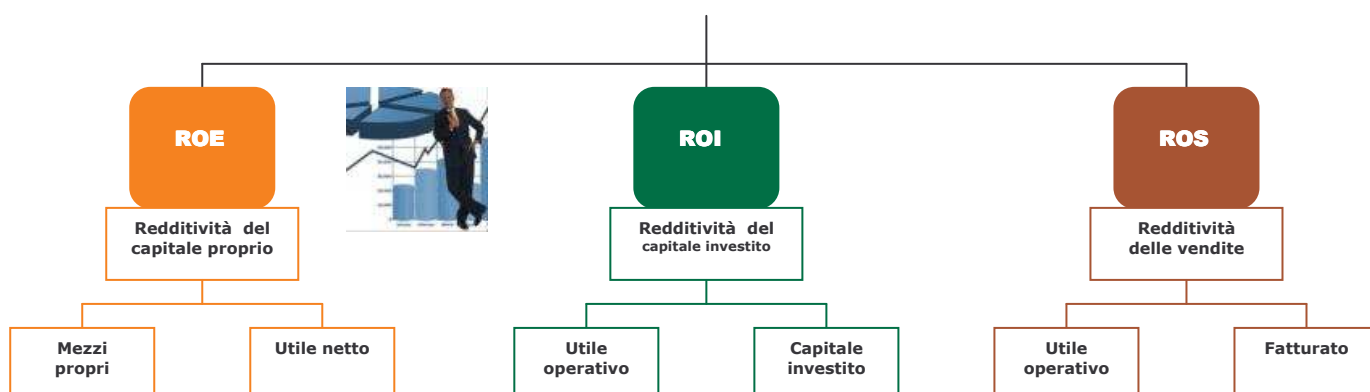 ROE
Redditività del
capitale proprio
Mezzi
propri
Utile netto
ROI
Redditività del
capitale investito
Utile
operativo
Capitale
investito
ROS
Redditività
delle vendite
Utile
operativo
Fatturato